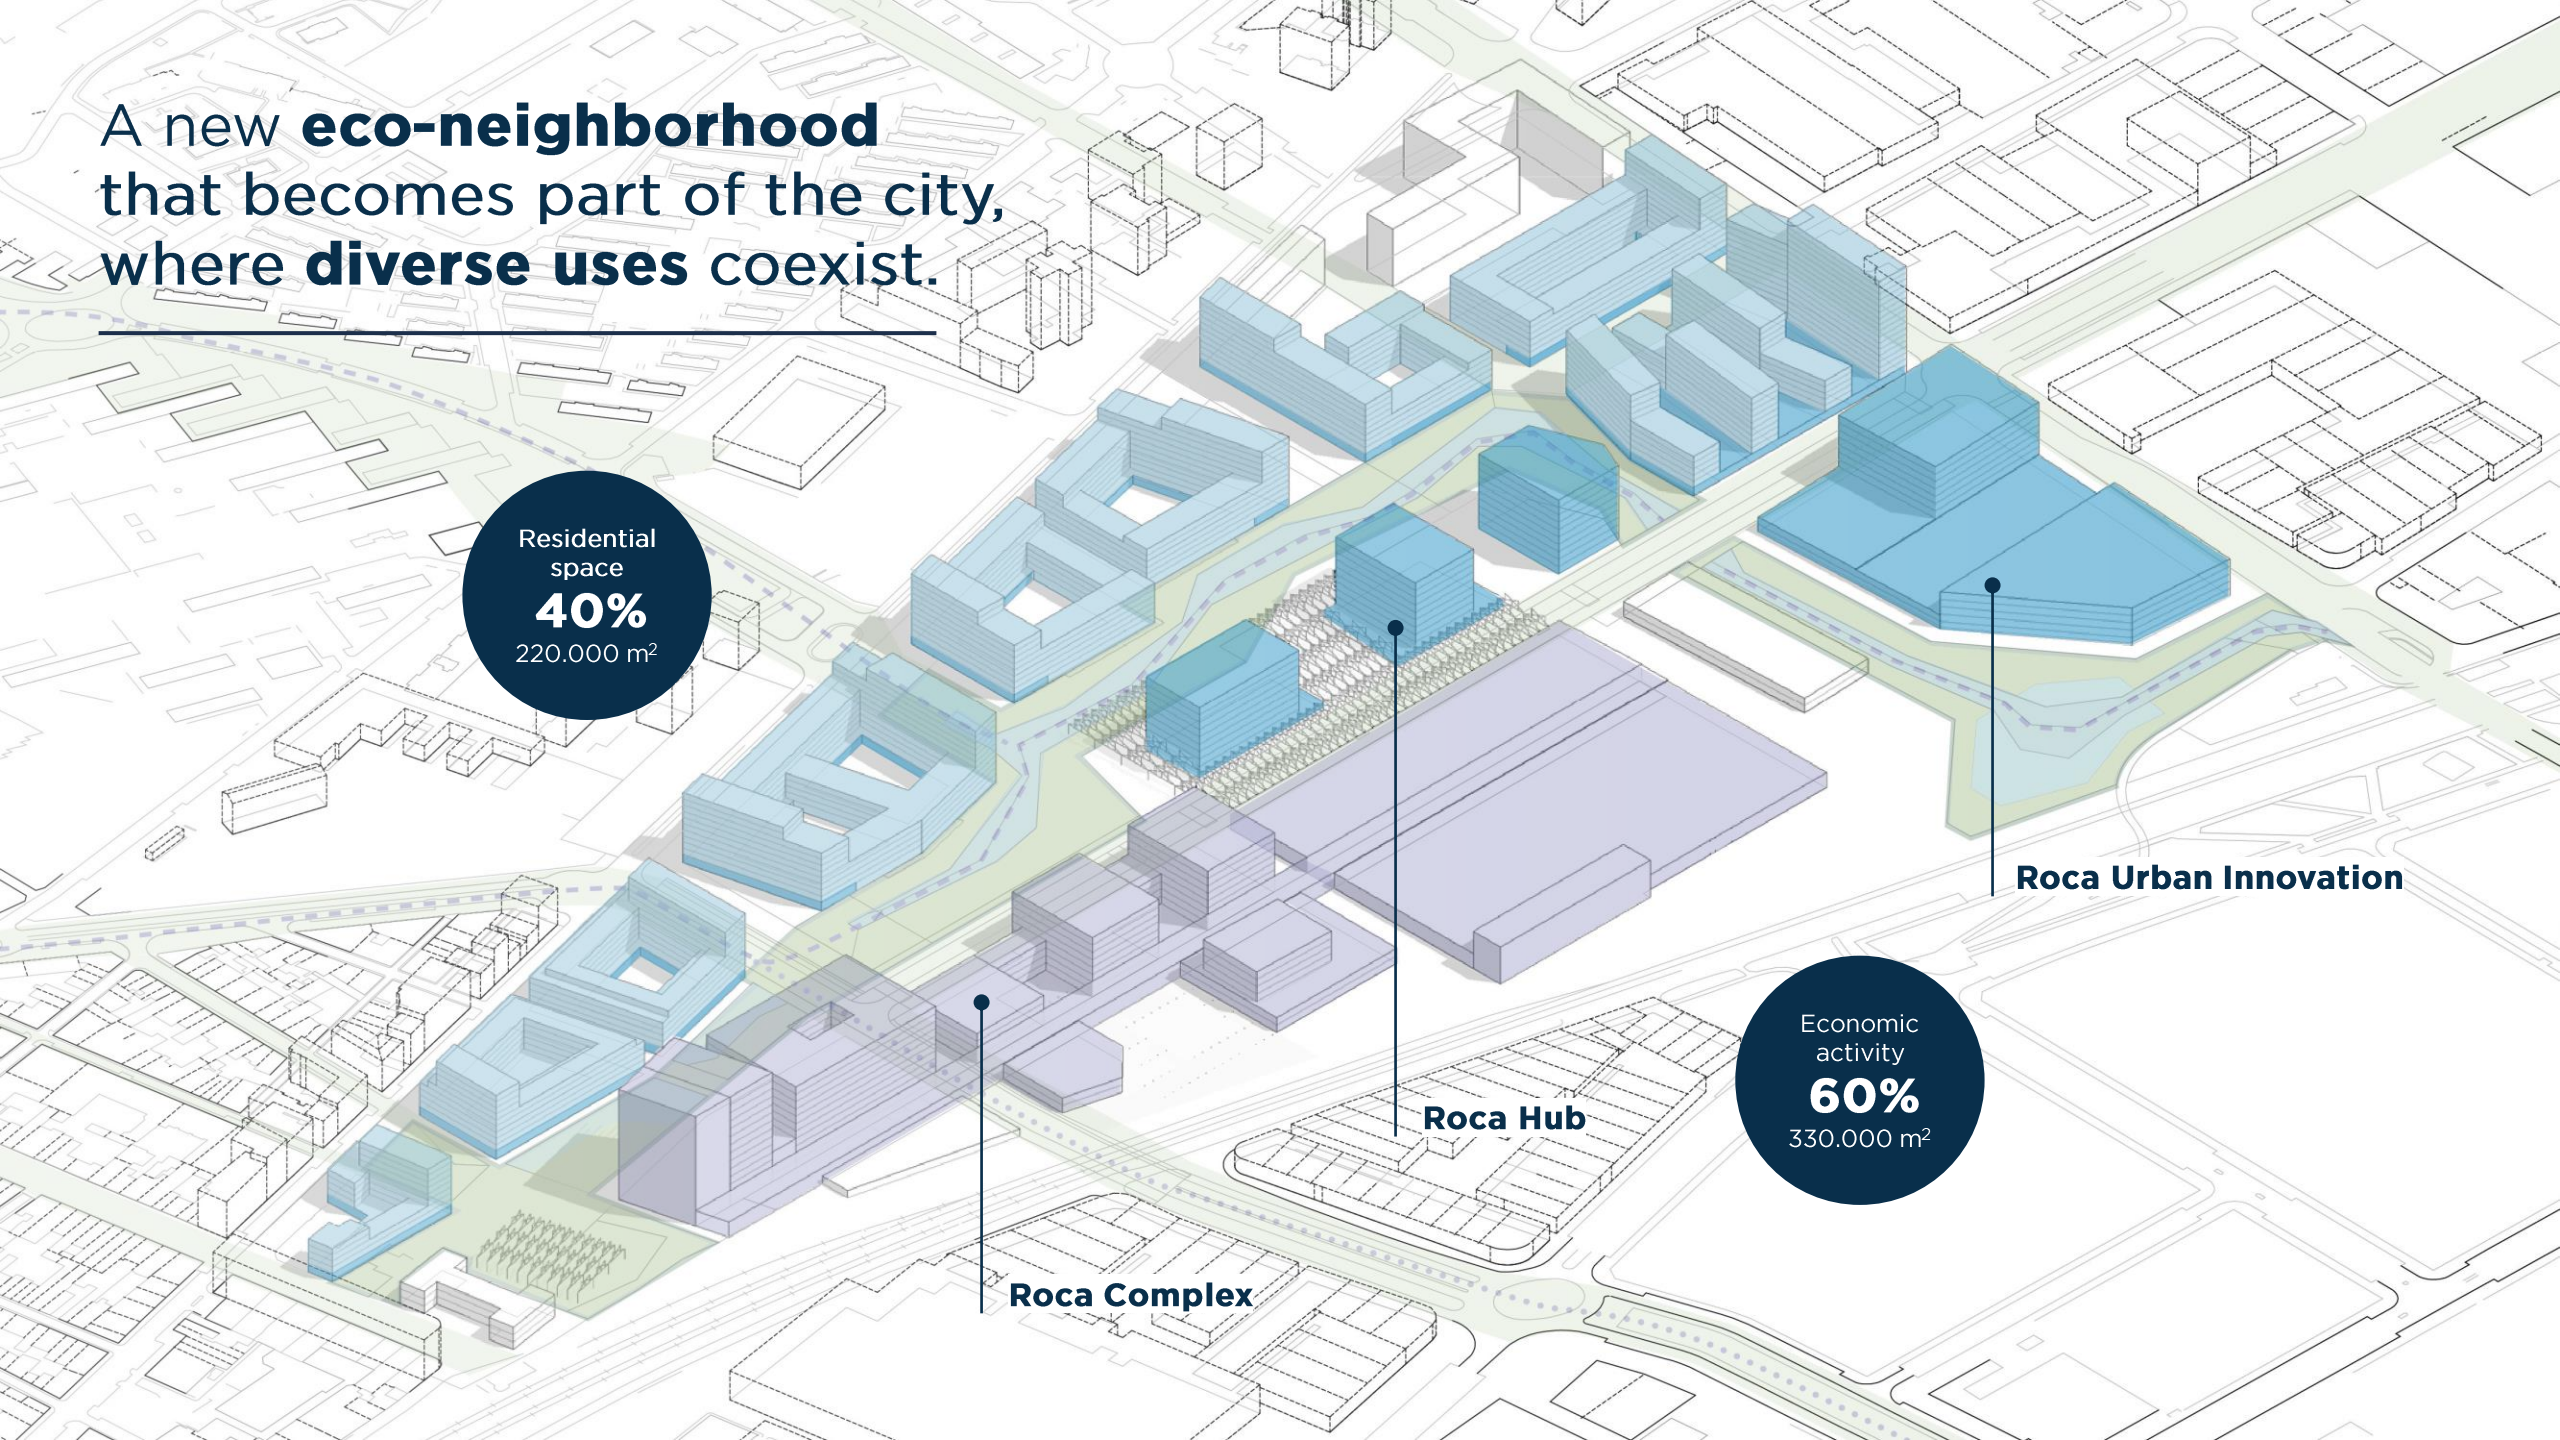 A new eco-neighborhood
that becomes part of the city,
where diverse uses coexist.
Residential
space
40%
220.000 m²
Roca Urban Innovation
Economic
activity
60%
330.000 m²
Roca Hub
Roca Complex